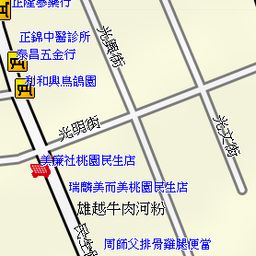 正隆參藥行
正錦中醫診所
泰昌五金行
利和興鳥鴿園
光興街
光明街
光文街
美廉社桃園民生店
瑞麟美而美桃園民生店
雄越牛肉河粉
民生
周師父排骨雞腿便當